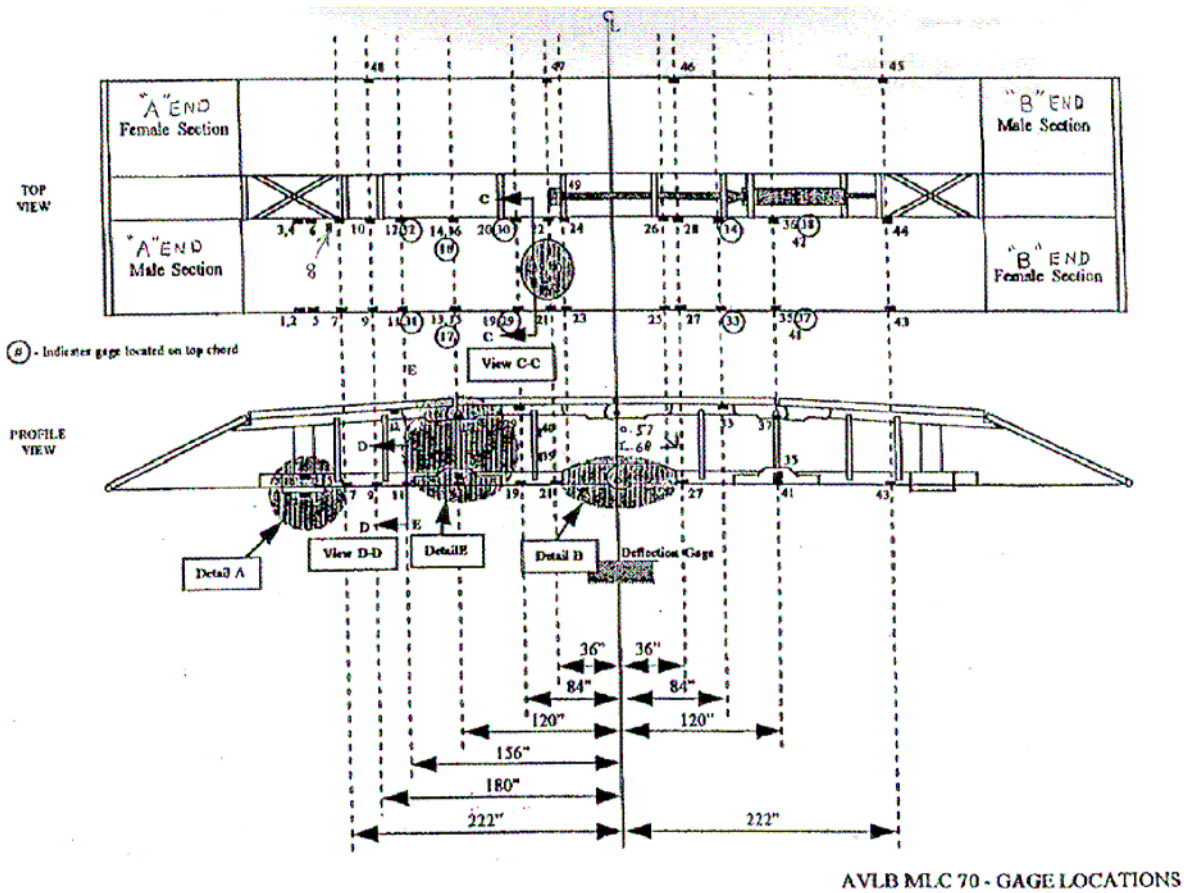 ℄
48
47
46
45
"A" END
Female Section
"B" END
Male Section
TOP
VIEW
C
49
3,4 6 8 10 12 32 14,16 20 30 22 24 26 28 34 36 38 44
18
42
8
"A" END
Male Section
"B" END
Female Section
1,2 5 7 9 11 31 13,15 19 29 21 23 25 27 33 35 37 43
17
41
C
View C-C
# - Indicates gage located on top chord
E
PROFILE
VIEW
33 37
40
39
D
35
7 9 11 19 21 27 41 43
D E
View D-D
Detail E
Detail B
Detail A
Deflection Gage
36" 36"
84" 84"
120" 120"
156"
180"
222" 222"
AVLB MLC 70 - GAGE LOCATIONS